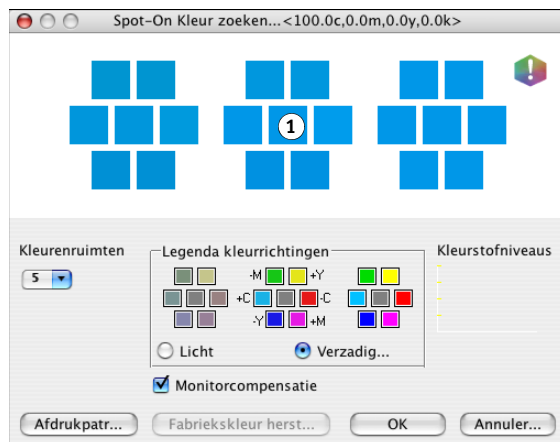 Spot-On Kleur zoeken...<100.0c,0.0m,0.0y,0.0k>
1
Kleurenruimten
5
Legenda kleurrichtingen
-M +Y
+C -C
-Y +M
Licht Verzadig...
Kleurstofniveaus
Monitorcompensatie
Afdrukpatr... Fabriekskleur herst... OK Annuler...